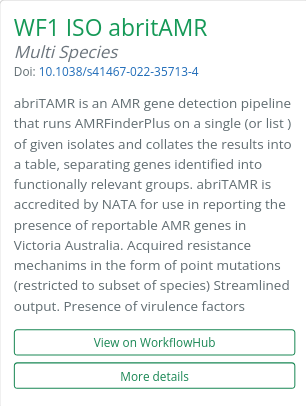 WF1 ISO abritAMR
Multi Species
Doi: 10.1038/s41467-022-35713-4
abriTAMR is an AMR gene detection pipeline
that runs AMRFinderPlus on a single (or list )
of given isolates and collates the results into
a table, separating genes identified into
functionally relevant groups. abriTAMR is
accredited by NATA for use in reporting the
presence of reportable AMR genes in
Victoria Australia. Acquired resistance
mechanims in the form of point mutations
(restricted to subset of species) Streamlined
output. Presence of virulence factors
View on WorkflowHub
More details